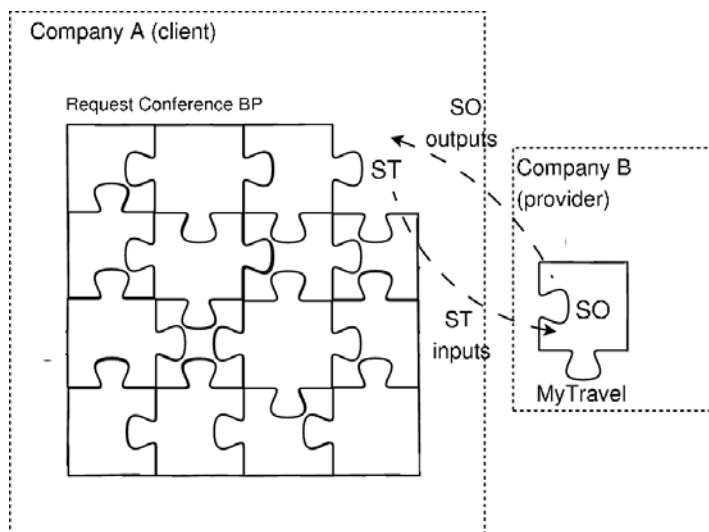 Company A (client)
Request Conference BP
SO
outputs
ST
Company B
(provider)
SO
ST
inputs
MyTravel